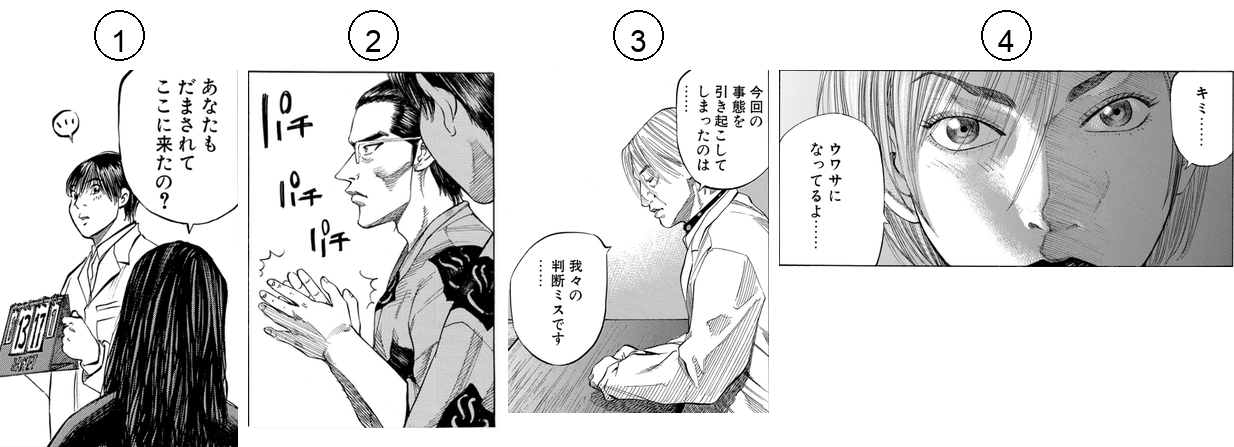 1
あなたも
だまされて
ここに来たの？
13 17
2
パチ
パチ
パチ
3
今回の
事態を
引き起こして
しまったのは
……
我々の
判断ミスです
……
4
キミ……
ウワサに
なってるよ……